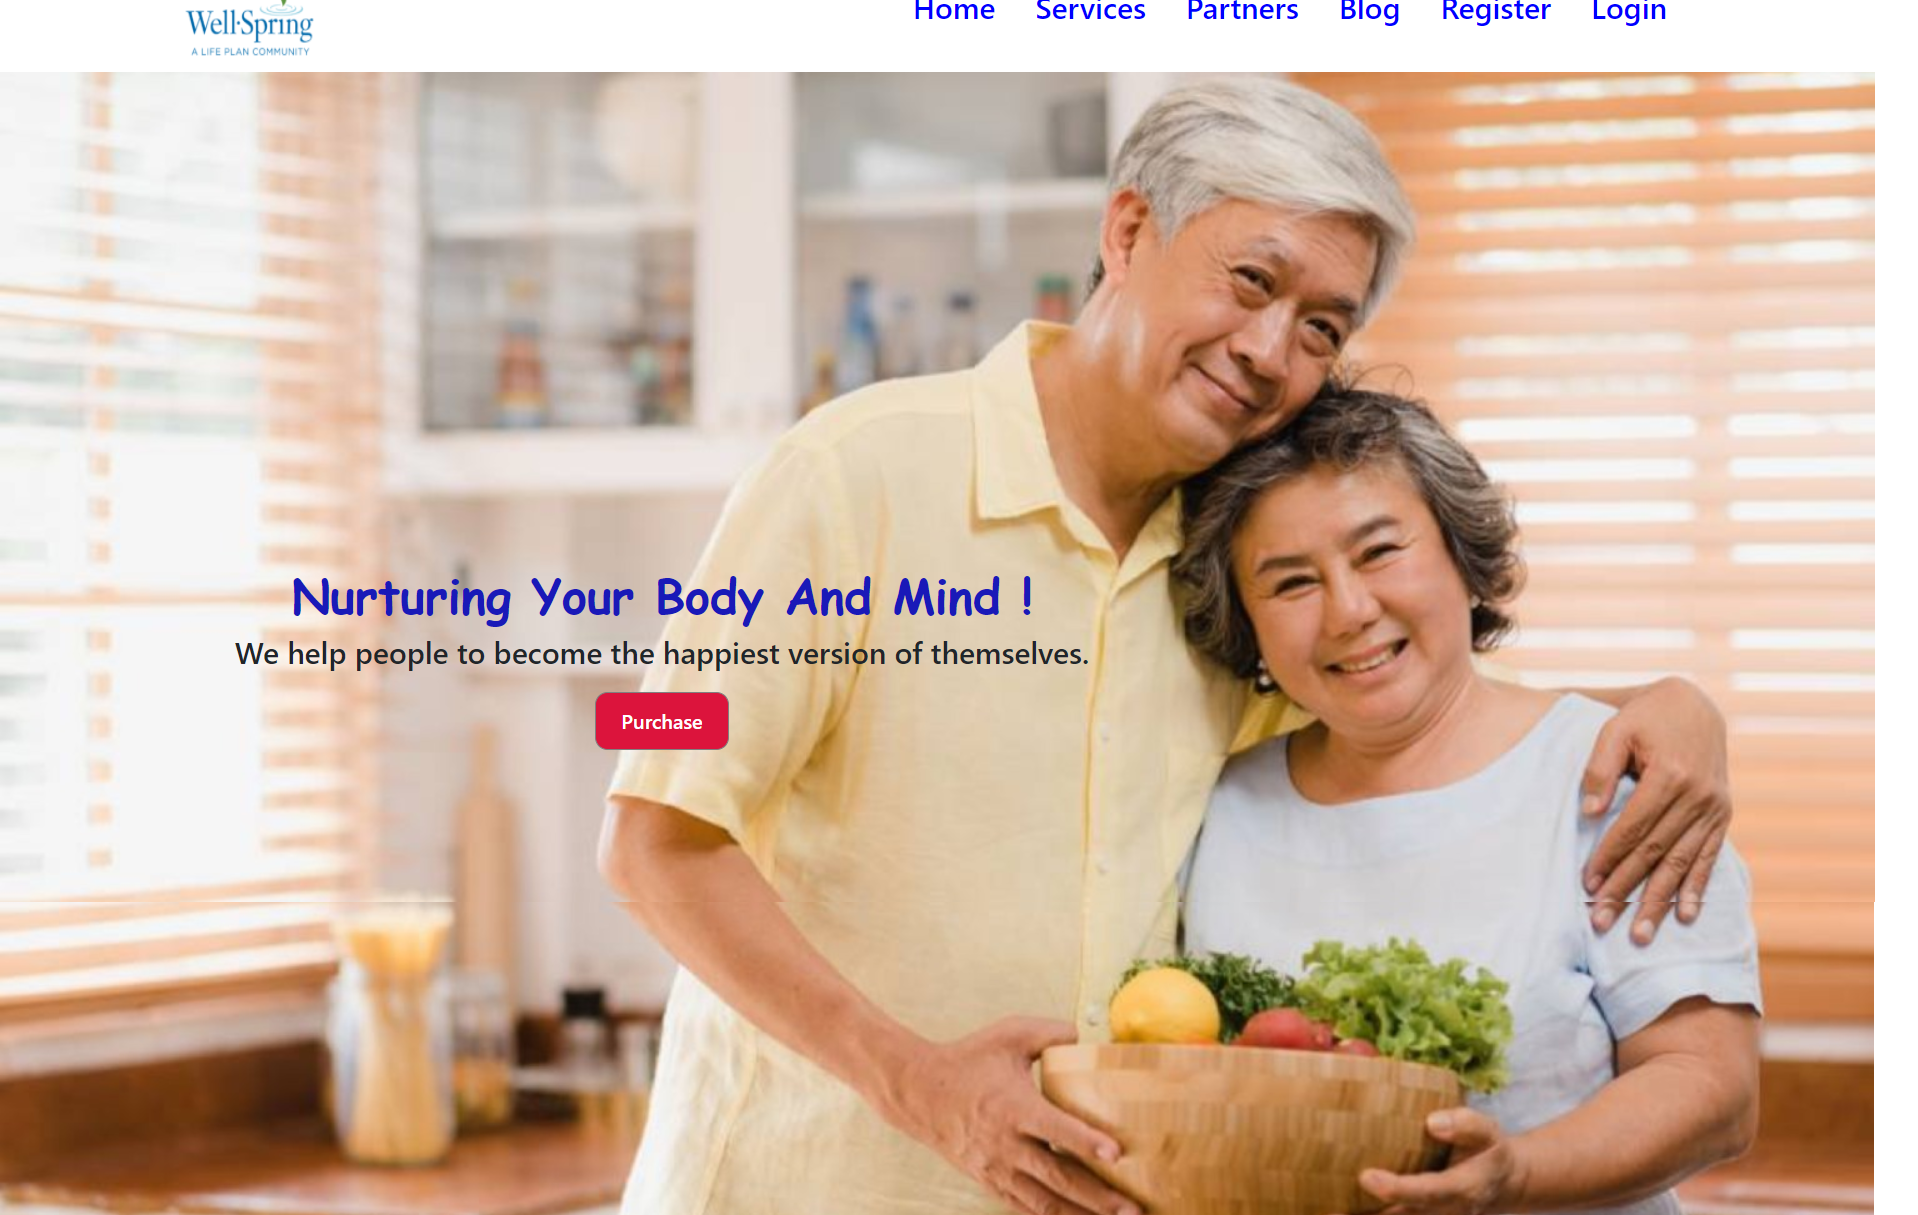 Well·Spring
A LIFE PLAN COMMUNITY
Home Services Partners Blog Register Login
Nurturing Your Body And Mind !
We help people to become the happiest version of themselves.
Purchase